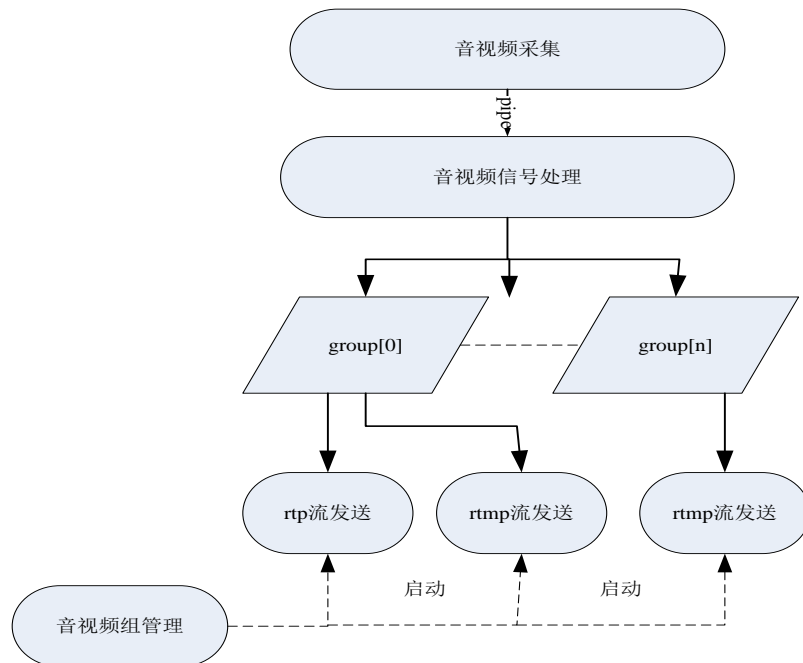 音视频采集
pipe
音视频信号处理
group[0]
group[n]
rtp流发送
rtmp流发送
rtmp流发送
启动
启动
音视频组管理